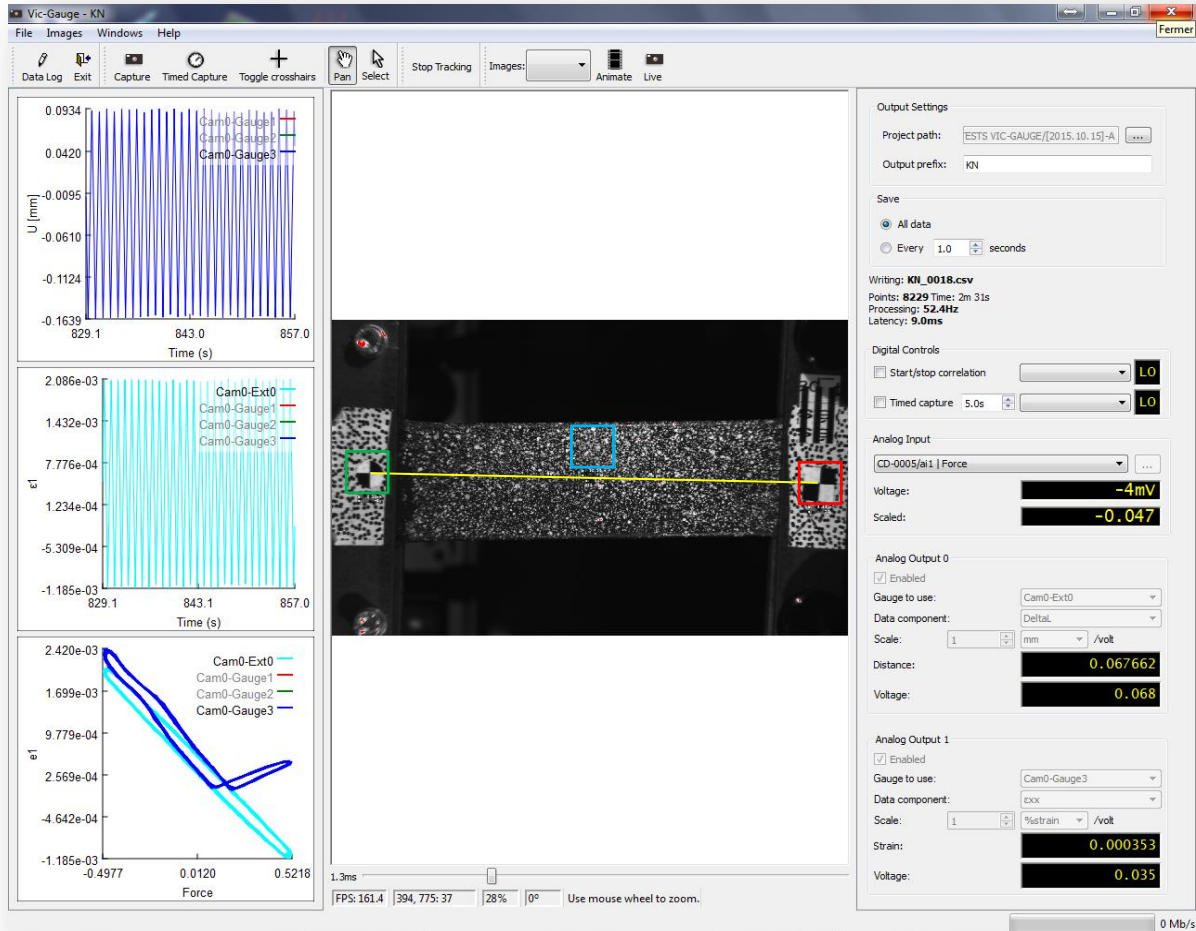 Vic-Gauge - KN
Fermer
File Images Windows Help
Data Log Exit Capture Timed Capture Toggle crosshairs Pan Select Stop Tracking Images: Animate Live
0.0934
0.0420
-0.0095
-0.0610
-0.1124
-0.1639
U [mm]
Cam0-Gauge1
Cam0-Gauge2
Cam0-Gauge3
829.1 843.0 857.0
Time (s)
2.086e-03
1.432e-03
7.776e-04
1.234e-04
-5.309e-04
-1.185e-03
ε1
Cam0-Ext0
Cam0-Gauge1
Cam0-Gauge2
Cam0-Gauge3
829.1 843.1 857.0
Time (s)
2.420e-03
1.699e-03
9.779e-04
2.569e-04
-4.642e-04
-1.185e-03
e1
Cam0-Ext0
Cam0-Gauge1
Cam0-Gauge2
Cam0-Gauge3
-0.4977 0.0120 0.5218
Force
1.3ms
FPS: 161.4 394, 775: 37 28% 0° Use mouse wheel to zoom.
Output Settings
Project path: ESTS VIC-GAUGE/[2015.10.15]-A ...
Output prefix: KN
Save
All data
Every 1.0 seconds
Writing: KN_0018.csv
Points: 8229 Time: 2m 31s
Processing: 52.4Hz
Latency: 9.0ms
Digital Controls
Start/stop correlation LO
Timed capture 5.0s LO
Analog Input
CD-0005/ai1 | Force ...
Voltage: -4mV
Scaled: -0.047
Analog Output 0
Enabled
Gauge to use: Cam0-Ext0
Data component: DeltaL
Scale: 1 mm /volt
Distance: 0.067662
Voltage: 0.068
Analog Output 1
Enabled
Gauge to use: Cam0-Gauge3
Data component: εxx
Scale: 1 %strain /volt
Strain: 0.000353
Voltage: 0.035
0 Mb/s